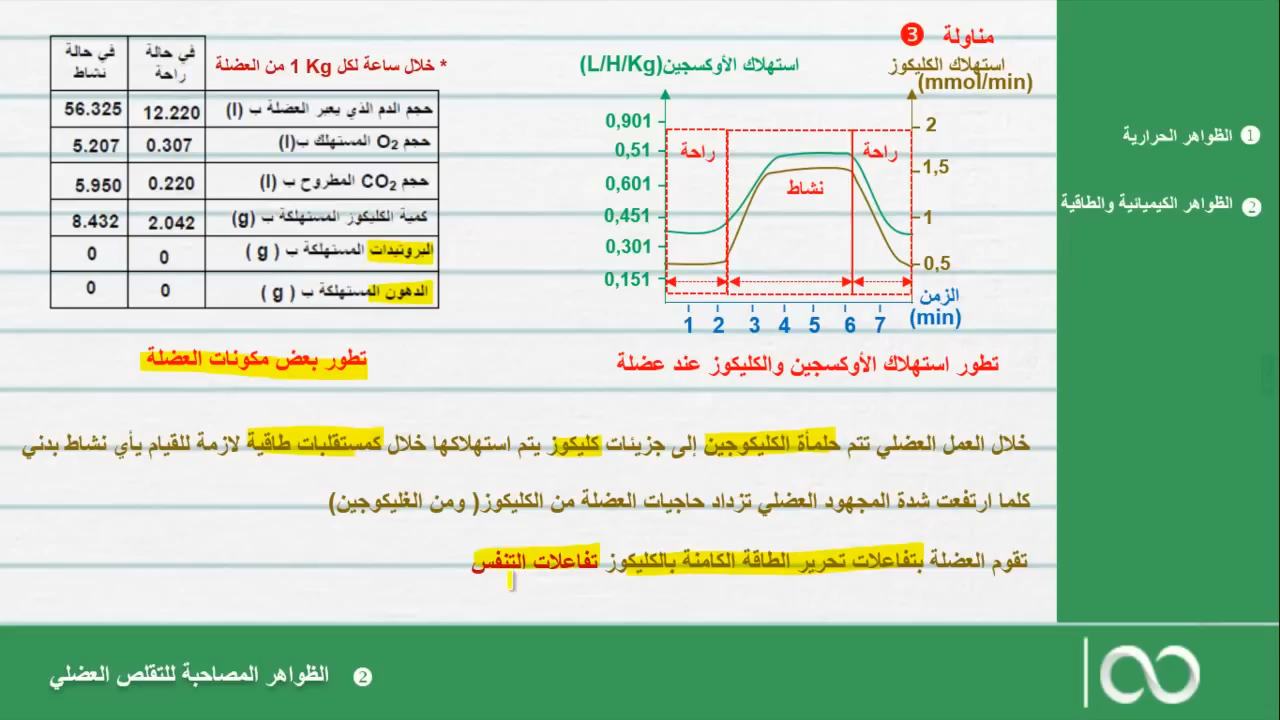 مناولة ❸
استهلاك الكليكوز
(mmol/min)
استهلاك الأوكسجين(L/H/Kg)
* خلال ساعة لكل 1 Kg من العضلة
في حالة راحة
في حالة نشاط
حجم الدم الذي يعبر العضلة ب (l) 12.220 56.325
حجم O2 المستهلك ب(l) 0.307 5.207
حجم CO2 المطروح ب (l) 0.220 5.950
كمية الكليكوز المستهلكة ب (g) 2.042 8.432
البروتيدات المستهلكة ب ( g ) 0 0
الدهون المستهلكة ب ( g ) 0 0
0,901
0,51
0,601
0,451
0,301
0,151
راحة
نشاط
راحة
2
1,5
1
0,5
1 2 3 4 5 6 7
الزمن
(min)
تطور استهلاك الأوكسجين والكليكوز عند عضلة
تطور بعض مكونات العضلة
خلال العمل العضلي تتم حلمأة الكليكوجين إلى جزيئات كليكوز يتم استهلاكها خلال كمستقلبات طاقية لازمة للقيام يأي نشاط بدني
كلما ارتفعت شدة المجهود العضلي تزداد حاجيات العضلة من الكليكوز( ومن الغليكوجين)
تقوم العضلة بتفاعلات تحرير الطاقة الكامنة بالكليكوز تفاعلات التنفس
❶ الظواهر الحرارية
❷ الظواهر الكيميائية والطاقية
❷ الظواهر المصاحبة للتقلص العضلي